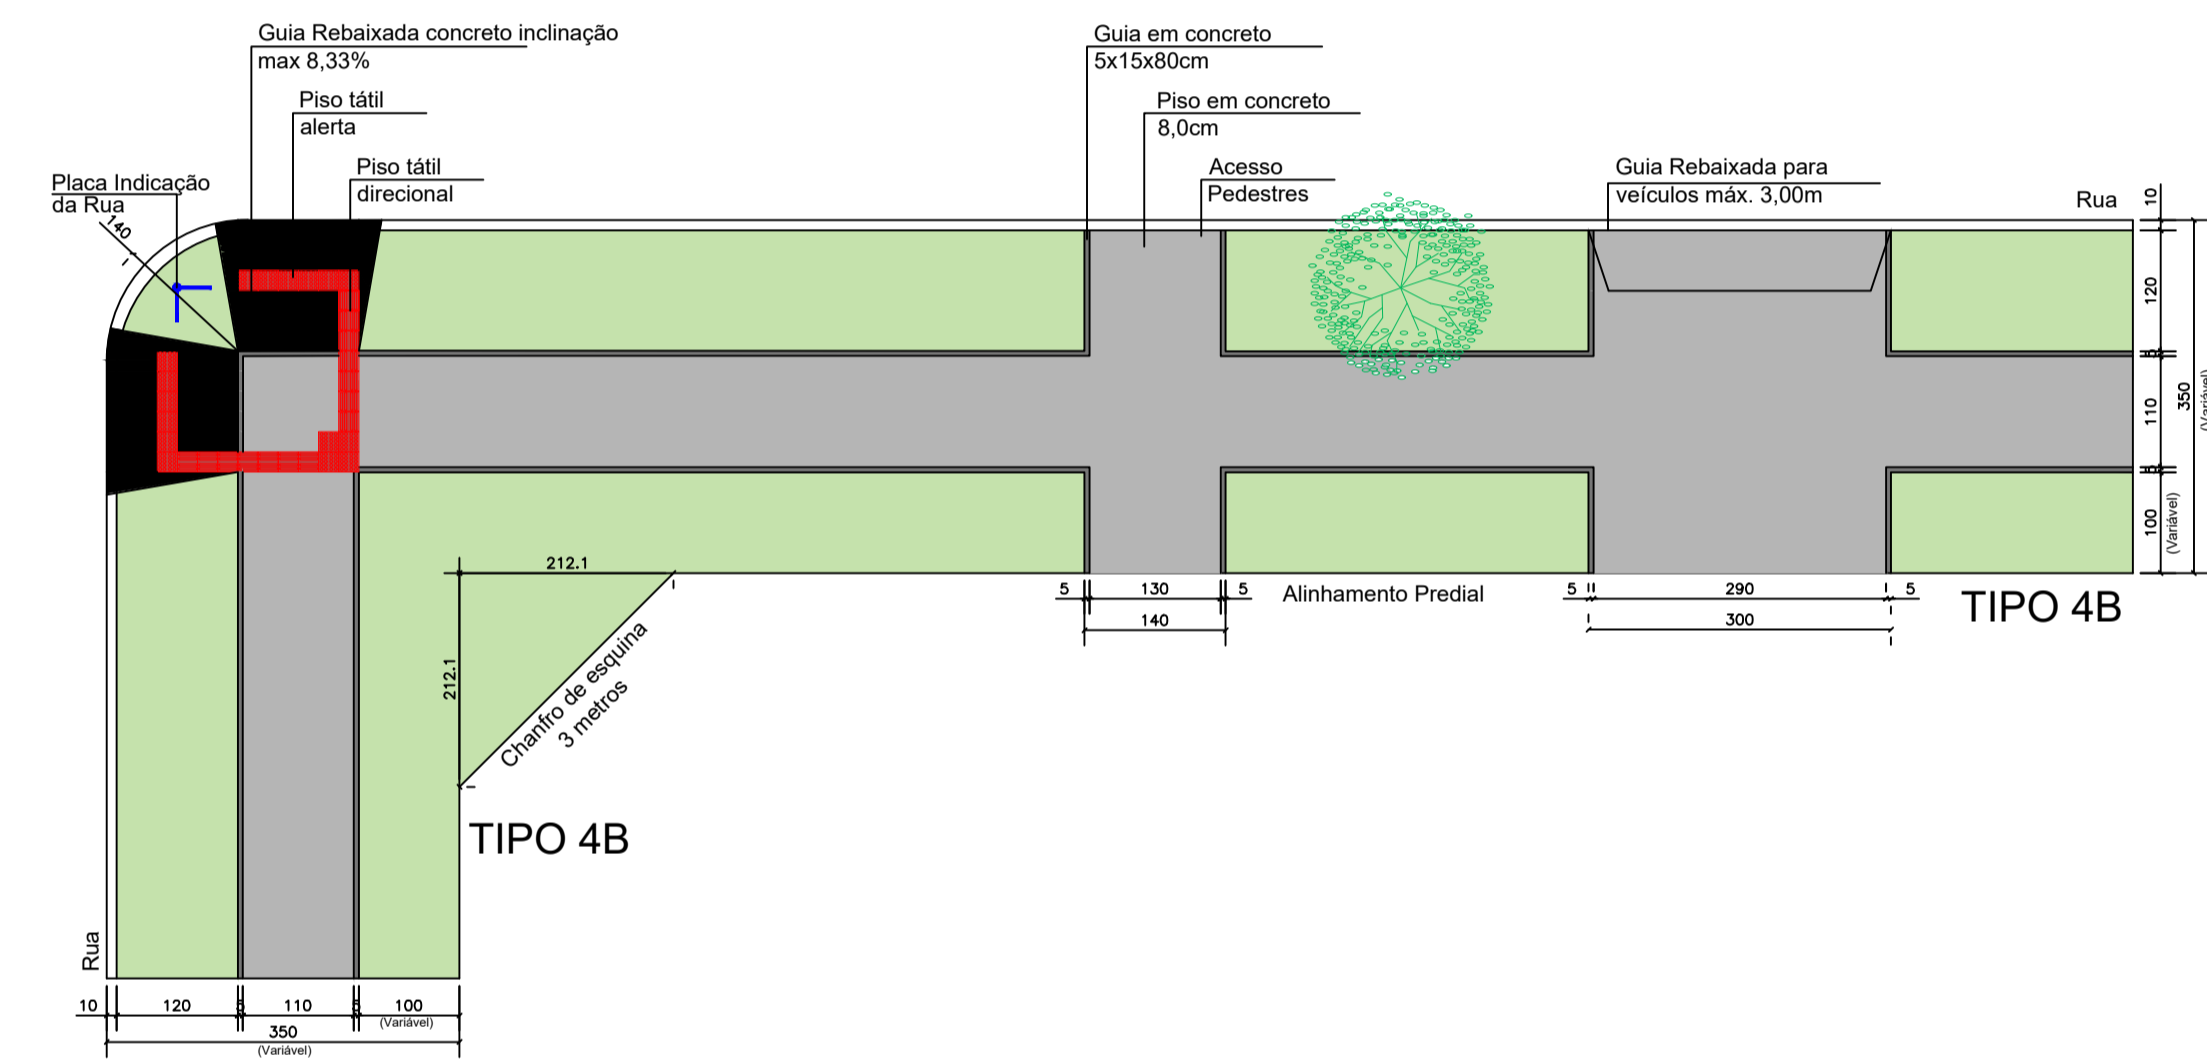 Guia Rebaixada concreto inclinação
max 8,33%
Guia em concreto
5x15x80cm
Piso tátil
alerta
Piso em concreto
8,0cm
Piso tátil
direcional
Acesso
Pedestres
Guia Rebaixada para
veículos máx. 3,00m
Placa Indicação
da Rua
140
Rua
10
120
5
110
5
100
(Variável)
350
(Variável)
212.1
212.1
Chanfro de esquina
3 metros
5
130
5
140
Alinhamento Predial
5
290
5
300
TIPO 4B
TIPO 4B
Rua
10
120
5
110
5
100
(Variável)
350
(Variável)